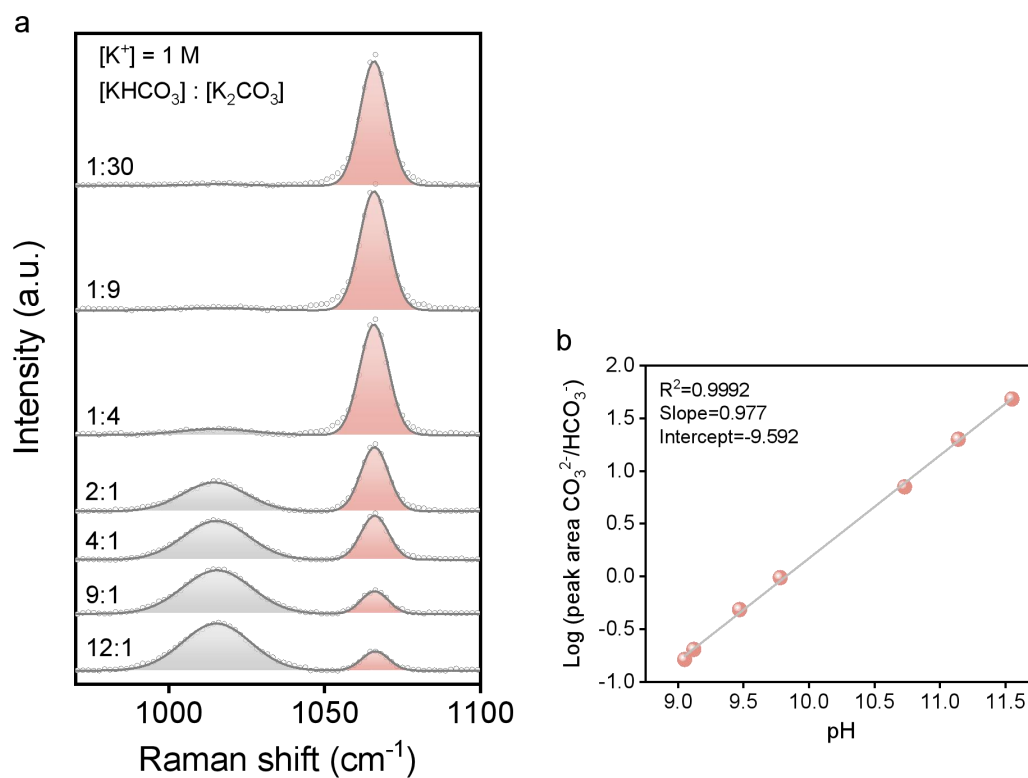 a
[K⁺] = 1 M
[KHCO₃] : [K₂CO₃]
1:30
1:9
1:4
2:1
4:1
9:1
12:1
Intensity (a.u.)
1000 1050 1100
Raman shift (cm⁻¹)
b
R²=0.9992
Slope=0.977
Intercept=-9.592
2.0
1.5
1.0
0.5
0.0
-0.5
-1.0
Log (peak area CO₃²⁻/HCO₃⁻)
9.0 9.5 10.0 10.5 11.0 11.5
pH